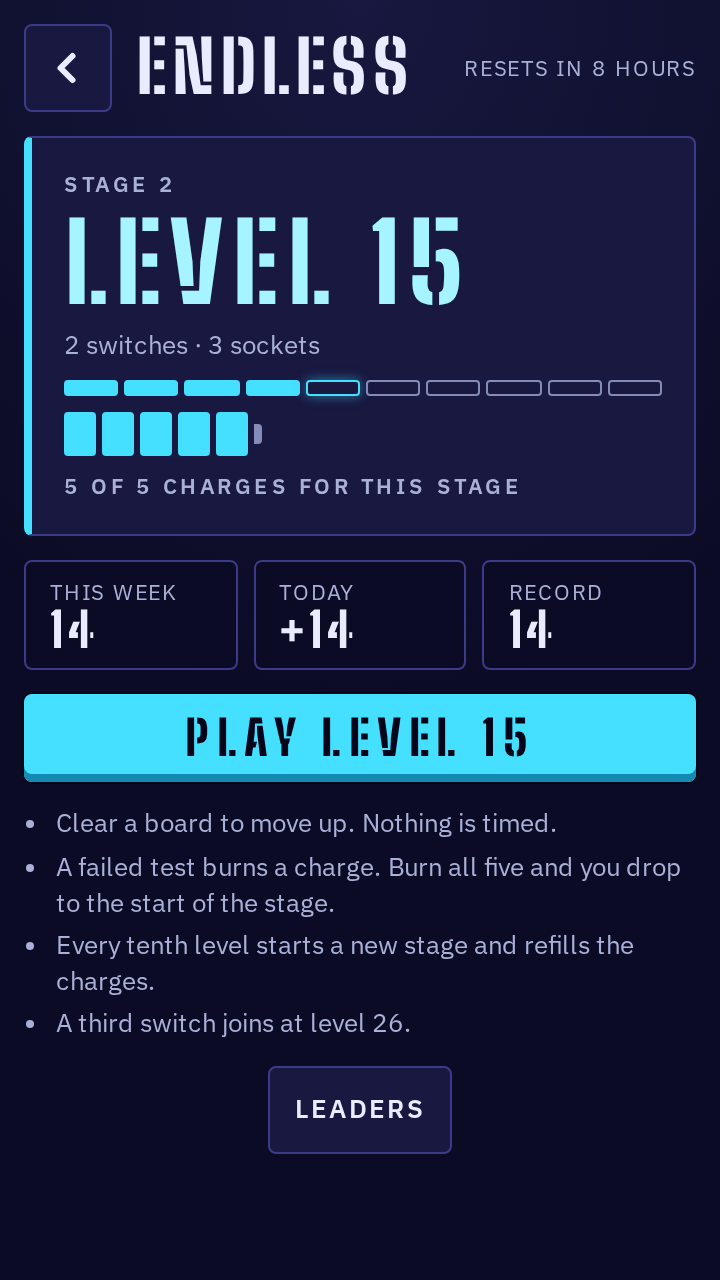 ENDLESS
RESETS IN 8 HOURS
STAGE 2
LEVEL 15
2 switches · 3 sockets
5 OF 5 CHARGES FOR THIS STAGE
THIS WEEK
14
TODAY
+14
RECORD
14
PLAY LEVEL 15
• Clear a board to move up. Nothing is timed.
• A failed test burns a charge. Burn all five and you drop
to the start of the stage.
• Every tenth level starts a new stage and refills the
charges.
• A third switch joins at level 26.
LEADERS